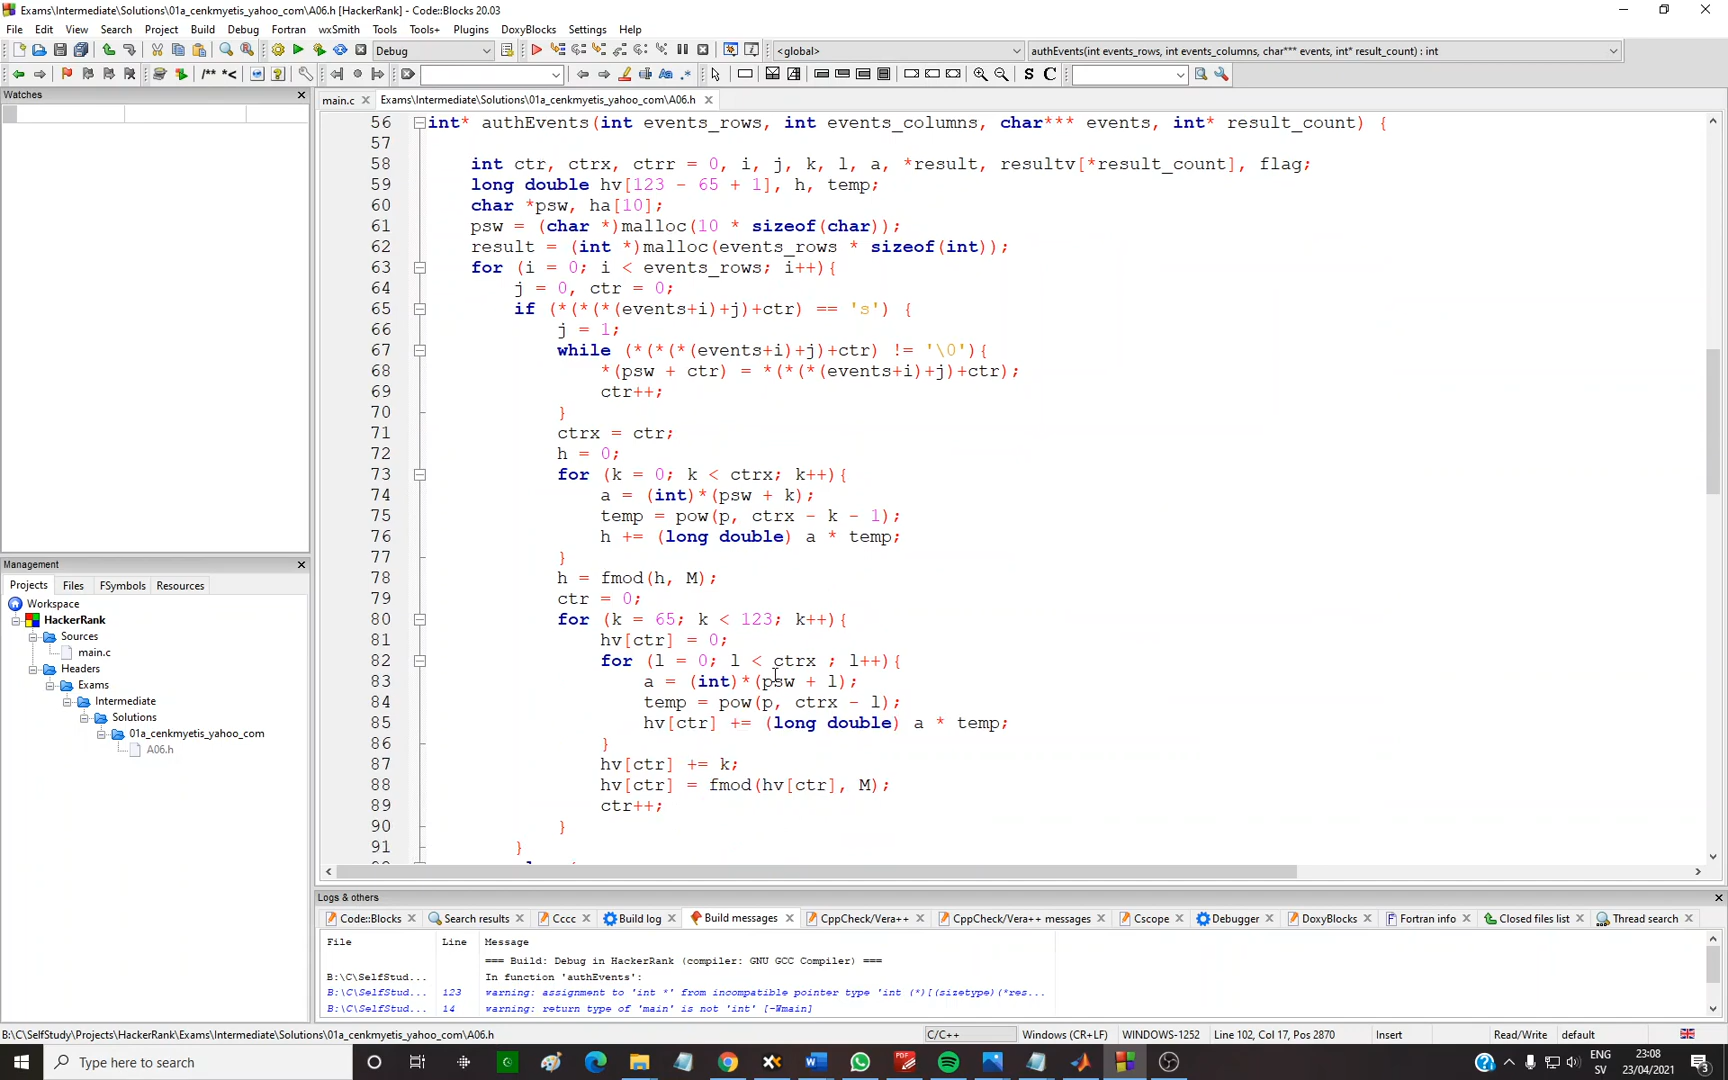 Exams\Intermediate\Solutions\01a_cenkmyetis_yahoo_com\A06.h [HackerRank] - Code::Blocks 20.03
File Edit View Search Project Build Debug Fortran wxSmith Tools Tools+ Plugins DoxyBlocks Settings Help
Debug <global> authEvents(int events_rows, int events_columns, char*** events, int* result_count) : int
/** *< Aa .* S C
Watches
main.c Exams\Intermediate\Solutions\01a_cenkmyetis_yahoo_com\A06.h
56 int* authEvents(int events_rows, int events_columns, char*** events, int* result_count) {
57
58 int ctr, ctrx, ctrr = 0, i, j, k, l, a, *result, resultv[*result_count], flag;
59 long double hv[123 - 65 + 1], h, temp;
60 char *psw, ha[10];
61 psw = (char *)malloc(10 * sizeof(char));
62 result = (int *)malloc(events_rows * sizeof(int));
63 for (i = 0; i < events_rows; i++){
64 j = 0, ctr = 0;
65 if (*(*(*(events+i)+j)+ctr) == 's') {
66 j = 1;
67 while (*(*(*(events+i)+j)+ctr) != '\0'){
68 *(psw + ctr) = *(*(*(events+i)+j)+ctr);
69 ctr++;
70 }
71 ctrx = ctr;
72 h = 0;
73 for (k = 0; k < ctrx; k++){
74 a = (int)*(psw + k);
75 temp = pow(p, ctrx - k - 1);
76 h += (long double) a * temp;
77 }
78 h = fmod(h, M);
79 ctr = 0;
80 for (k = 65; k < 123; k++){
81 hv[ctr] = 0;
82 for (l = 0; l < ctrx ; l++){
83 a = (int)*(psw + l);
84 temp = pow(p, ctrx - l);
85 hv[ctr] += (long double) a * temp;
86 }
87 hv[ctr] += k;
88 hv[ctr] = fmod(hv[ctr], M);
89 ctr++;
90 }
91 }
Management
Projects Files FSymbols Resources
Workspace
HackerRank
Sources
main.c
Headers
Exams
Intermediate
Solutions
01a_cenkmyetis_yahoo_com
A06.h
Logs & others
Code::Blocks Search results Cccc Build log Build messages CppCheck/Vera++ CppCheck/Vera++ messages Cscope Debugger DoxyBlocks Fortran info Closed files list Thread search
File Line Message
=== Build: Debug in HackerRank (compiler: GNU GCC Compiler) ===
B:\C\SelfStud... In function 'authEvents':
B:\C\SelfStud... 123 warning: assignment to 'int *' from incompatible pointer type 'int (*)[(sizetype)(*res...
B:\C\SelfStud... 14 warning: return type of 'main' is not 'int' [-Wmain]
B:\C\SelfStudy\Projects\HackerRank\Exams\Intermediate\Solutions\01a_cenkmyetis_yahoo_com\A06.h C/C++ Windows (CR+LF) WINDOWS-1252 Line 102, Col 17, Pos 2870 Insert Read/Write default
Type here to search
ENG
SV
23:08
23/04/2021
3